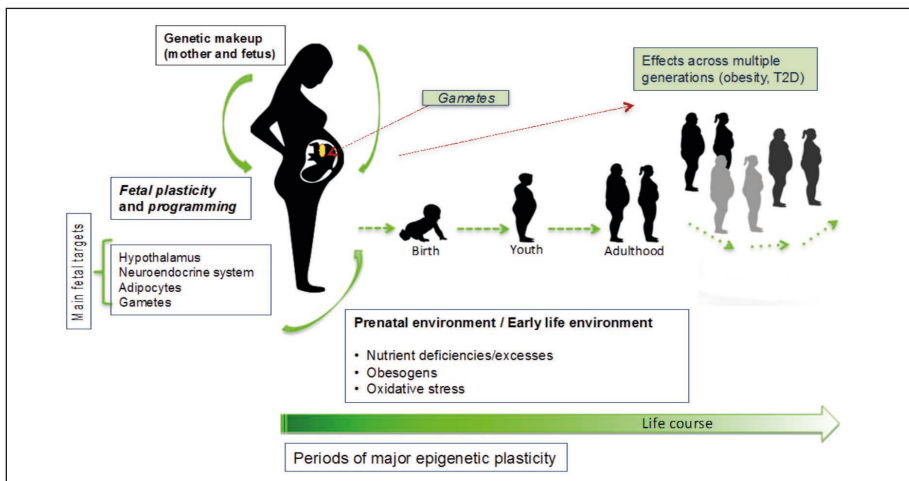 Genetic makeup
(mother and fetus)
Gametes
Effects across multiple
generations (obesity, T2D)
Fetal plasticity
and programming
Main fetal targets
Hypothalamus
Neuroendocrine system
Adipocytes
Gametes
Birth
Youth
Adulthood
Prenatal environment / Early life environment
• Nutrient deficiencies/excesses
• Obesogens
• Oxidative stress
Life course
Periods of major epigenetic plasticity